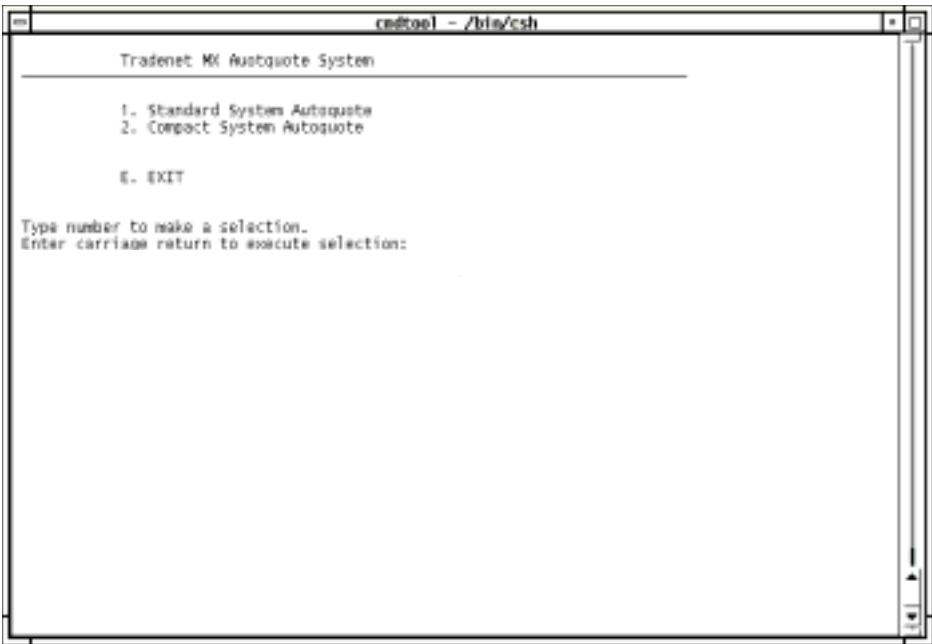 cmdtool - /bin/csh
Tradenet MX Auotquote System
1. Standard System Autoquote
2. Compact System Autoquote
E. EXIT
Type number to make a selection.
Enter carriage return to execute selection: